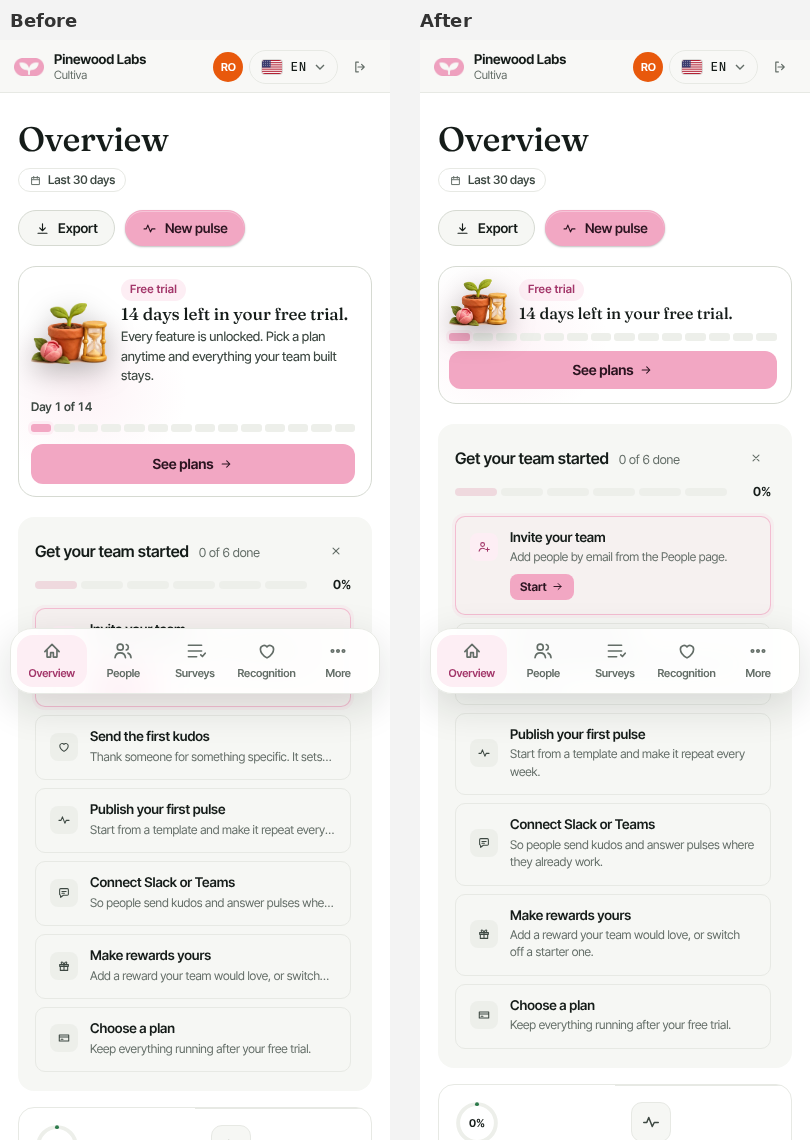 Before
Pinewood Labs
Cultiva
RO
EN
Overview
Last 30 days
Export
New pulse
Free trial
14 days left in your free trial.
Every feature is unlocked. Pick a plan
anytime and everything your team built
stays.
Day 1 of 14
See plans
Get your team started 0 of 6 done
0%
Invite your team
Overview People Surveys Recognition More
Send the first kudos
Thank someone for something specific. It sets...
Publish your first pulse
Start from a template and make it repeat every...
Connect Slack or Teams
So people send kudos and answer pulses whe...
Make rewards yours
Add a reward your team would love, or switch...
Choose a plan
Keep everything running after your free trial.
After
Pinewood Labs
Cultiva
RO
EN
Overview
Last 30 days
Export
New pulse
Free trial
14 days left in your free trial.
See plans
Get your team started 0 of 6 done
0%
Invite your team
Add people by email from the People page.
Start
Overview People Surveys Recognition More
Publish your first pulse
Start from a template and make it repeat every
week.
Connect Slack or Teams
So people send kudos and answer pulses where
they already work.
Make rewards yours
Add a reward your team would love, or switch
off a starter one.
Choose a plan
Keep everything running after your free trial.
0%